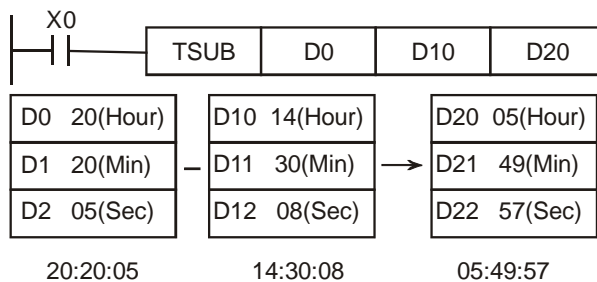 X0
TSUB D0 D10 D20
D0 20(Hour) D10 14(Hour) D20 05(Hour)
D1 20(Min) – D11 30(Min) → D21 49(Min)
D2 05(Sec) D12 08(Sec) D22 57(Sec)
20:20:05 14:30:08 05:49:57